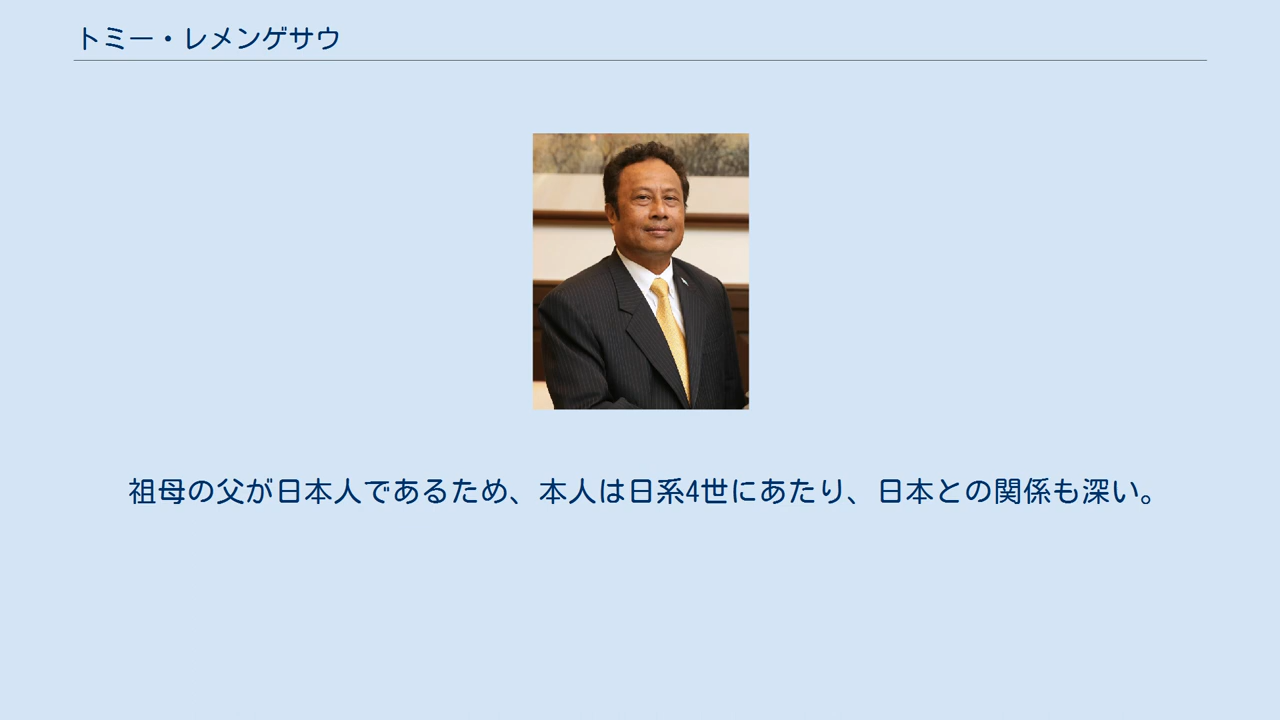 トミー・レメンゲサウ
祖母の父が日本人であるため、本人は日系4世にあたり、日本との関係も深い。